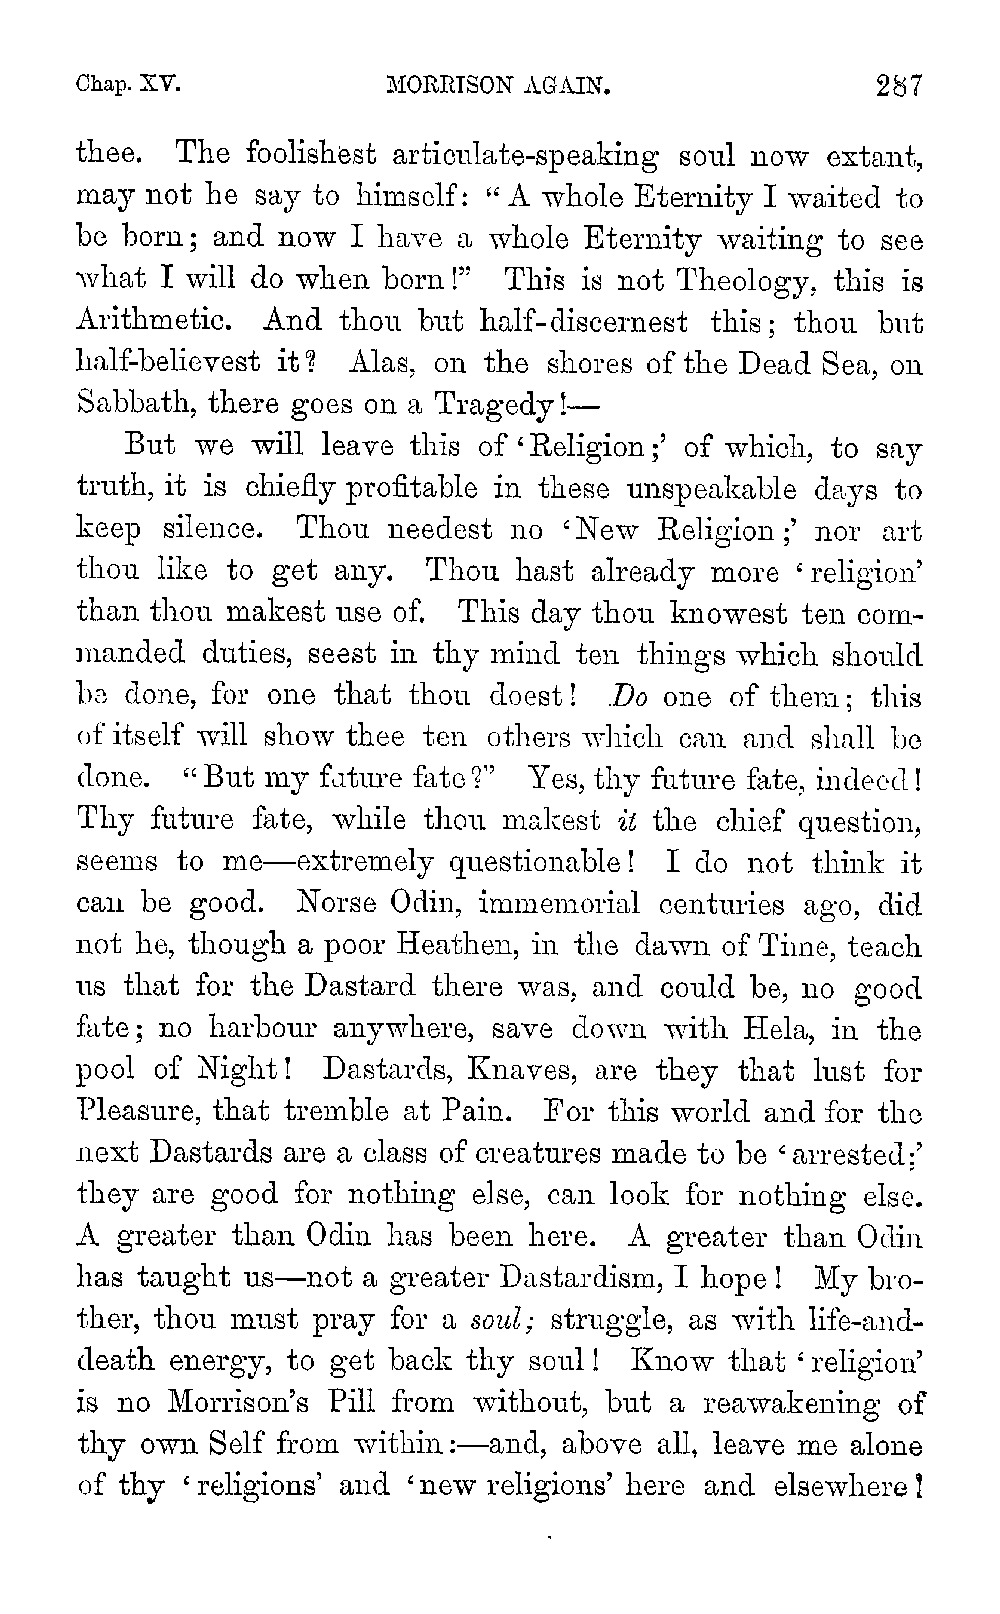 Chap. XV. MORRISON AGAIN. 287
thee. The foolishest articulate-speaking soul now extant,
may not he say to himself: “A whole Eternity I waited to
be born; and now I have a whole Eternity waiting to see
what I will do when born!” This is not Theology, this is
Arithmetic. And thou but half-discernest this; thou but
half-believest it? Alas, on the shores of the Dead Sea, on
Sabbath, there goes on a Tragedy!—
But we will leave this of ‘Religion;’ of which, to say
truth, it is chiefly profitable in these unspeakable days to
keep silence. Thou needest no ‘New Religion;’ nor art
thou like to get any. Thou hast already more ‘religion’
than thou makest use of. This day thou knowest ten com-
manded duties, seest in thy mind ten things which should
be done, for one that thou doest! Do one of them; this
of itself will show thee ten others which can and shall be
done. “But my future fate?” Yes, thy future fate, indeed!
Thy future fate, while thou makest it the chief question,
seems to me—extremely questionable! I do not think it
can be good. Norse Odin, immemorial centuries ago, did
not he, though a poor Heathen, in the dawn of Time, teach
us that for the Dastard there was, and could be, no good
fate; no harbour anywhere, save down with Hela, in the
pool of Night! Dastards, Knaves, are they that lust for
Pleasure, that tremble at Pain. For this world and for the
next Dastards are a class of creatures made to be ‘arrested;’
they are good for nothing else, can look for nothing else.
A greater than Odin has been here. A greater than Odin
has taught us—not a greater Dastardism, I hope! My bro-
ther, thou must pray for a soul; struggle, as with life-and-
death energy, to get back thy soul! Know that ‘religion’
is no Morrison’s Pill from without, but a reawakening of
thy own Self from within:—and, above all, leave me alone
of thy ‘religions’ and ‘new religions’ here and elsewhere!